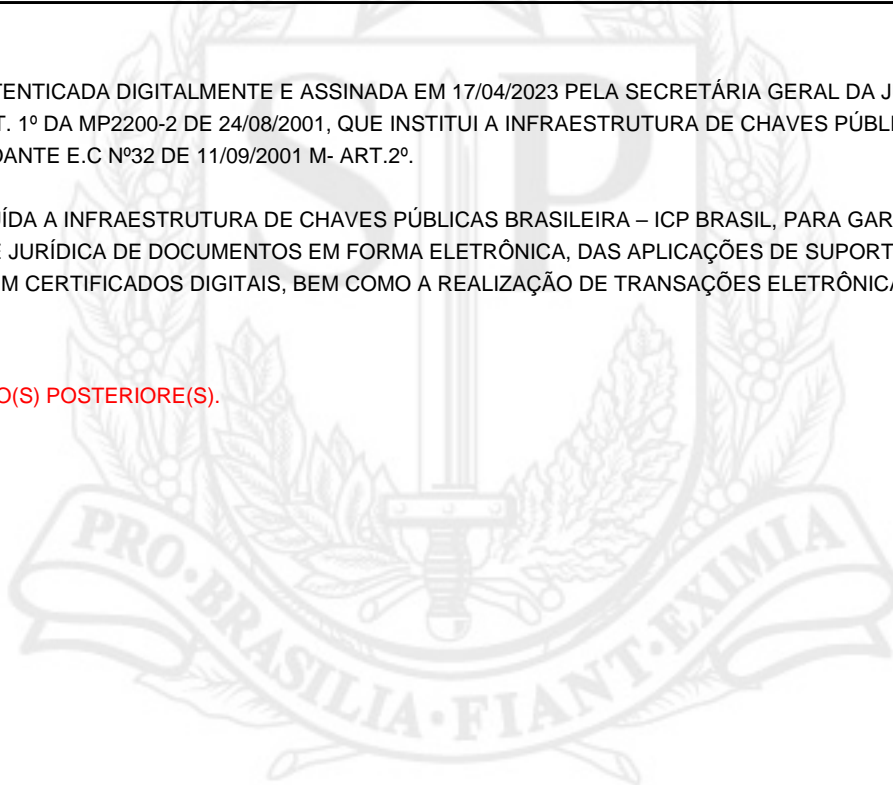 TENTICADA DIGITALMENTE E ASSINADA EM 17/04/2023 PELA SECRETÁRIA GERAL DA J
T. 1º DA MP2200-2 DE 24/08/2001, QUE INSTITUI A INFRAESTRUTURA DE CHAVES PÚBL
DANTE E.C Nº32 DE 11/09/2001 M- ART.2º.
UÍDA A INFRAESTRUTURA DE CHAVES PÚBLICAS BRASILEIRA – ICP BRASIL, PARA GAR
E JURÍDICA DE DOCUMENTOS EM FORMA ELETRÔNICA, DAS APLICAÇÕES DE SUPORT
M CERTIFICADOS DIGITAIS, BEM COMO A REALIZAÇÃO DE TRANSAÇÕES ELETRÔNICA
O(S) POSTERIORE(S).
SP
PRO·BRASILIA·FIANT·EXIMIA